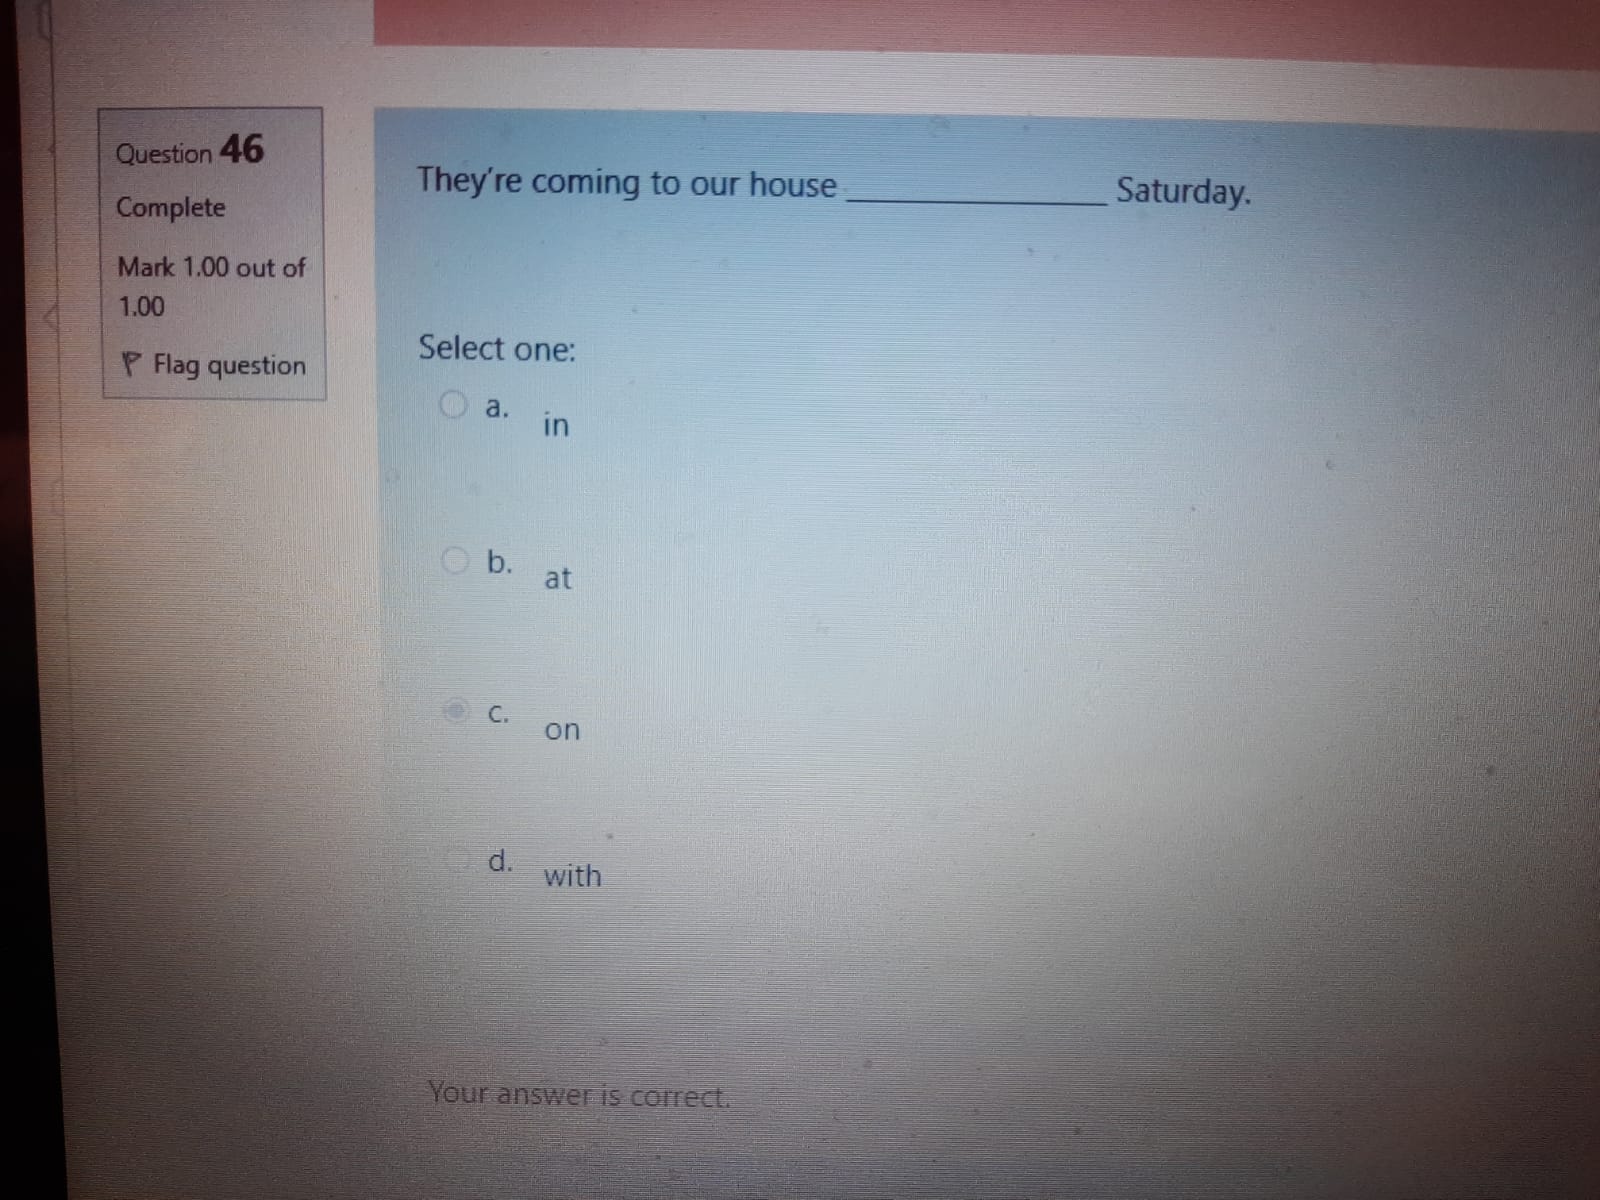 Question 46
Complete
Mark 1.00 out of
1.00
Flag question
They're coming to our house ______________ Saturday.
Select one:
a. in
b. at
c. on
d. with
Your answer is correct.